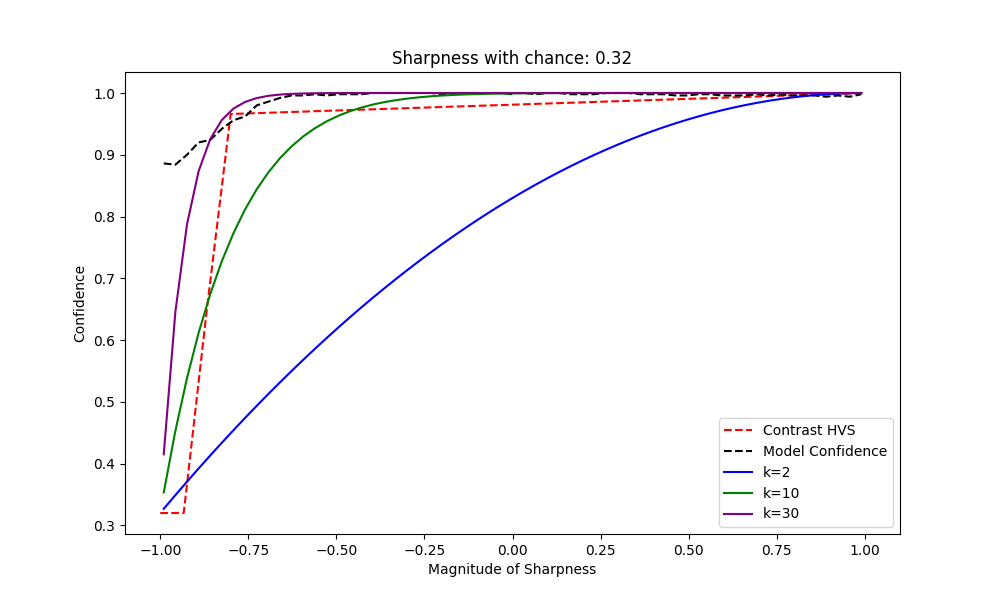 Sharpness with chance: 0.32
1.0
0.9
0.8
0.7
0.6
0.5
0.4
0.3
Confidence
Contrast HVS
Model Confidence
k=2
k=10
k=30
−1.00 −0.75 −0.50 −0.25 0.00 0.25 0.50 0.75 1.00
Magnitude of Sharpness